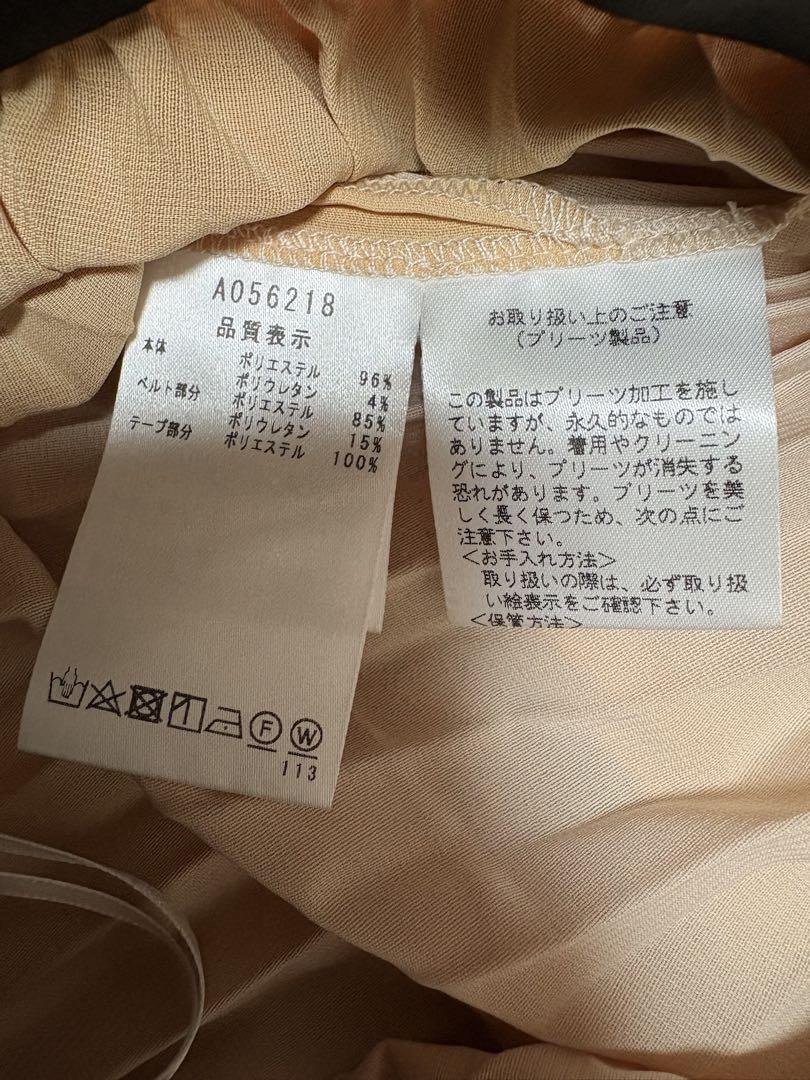 A056218
品質表示
本体 ポリエステル 96%
ポリウレタン 4%
ベルト部分 ポリエステル 85%
ポリウレタン 15%
テープ部分 ポリエステル 100%
F W
113
お取り扱い上のご注意
(プリーツ製品)
この製品はプリーツ加工を施し
ていますが、永久的なものでは
ありません。着用やクリーニン
グにより、プリーツが消失する
恐れがあります。プリーツを美
しく長く保つため、次の点にご
注意下さい。
<お手入れ方法>
取り扱いの際は、必ず取り扱
い絵表示をご確認下さい。
<保管方法>